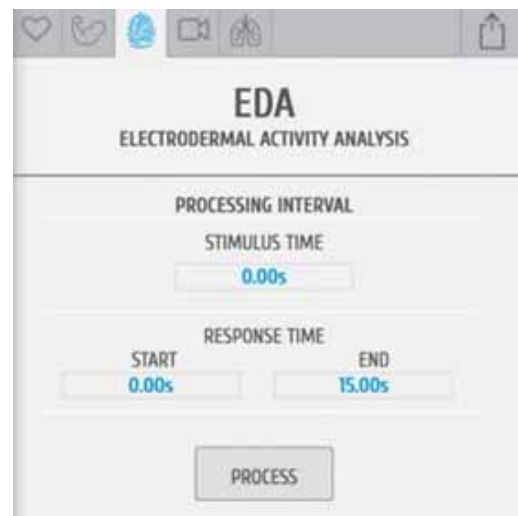 EDA
ELECTRODERMAL ACTIVITY ANALYSIS
PROCESSING INTERVAL
STIMULUS TIME
0.00s
RESPONSE TIME
START END
0.00s 15.00s
PROCESS